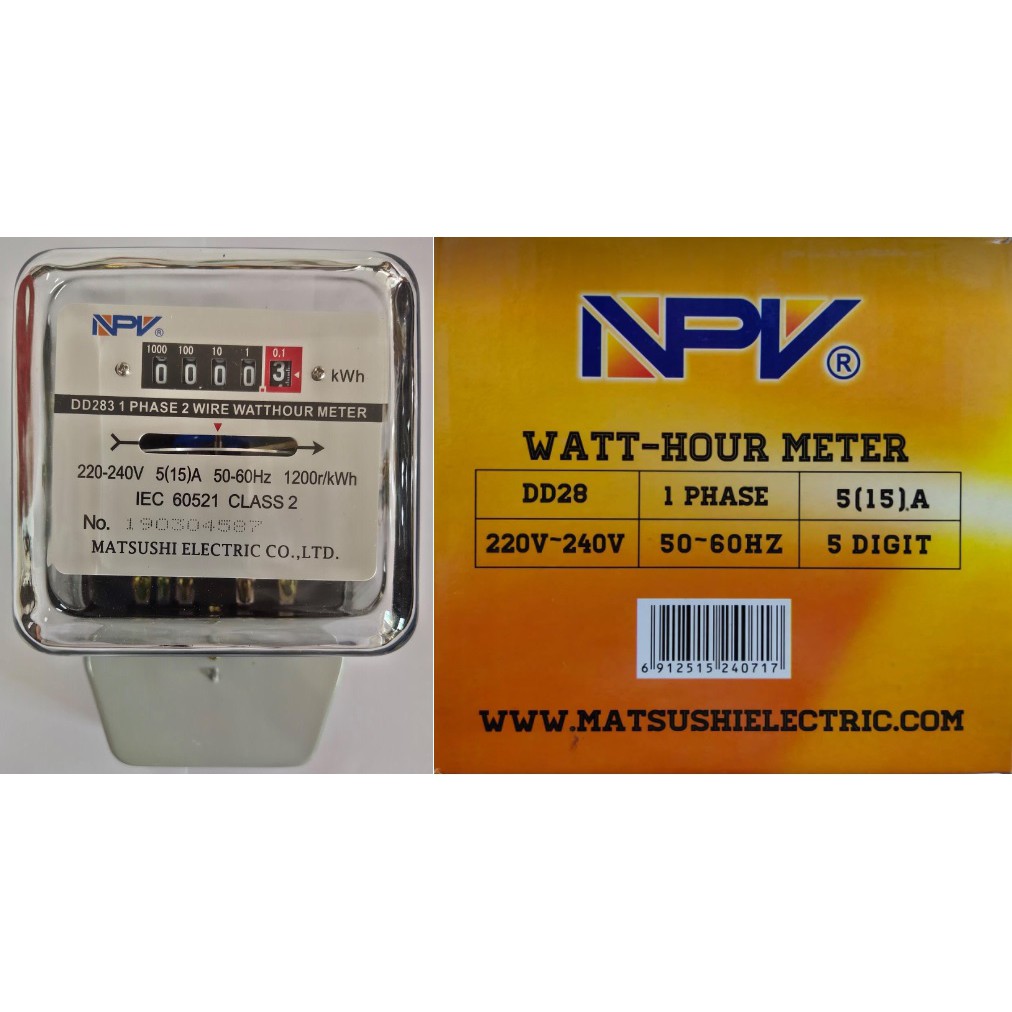 NPV®
1000 100 10 1 0.1
0 0 0 0 3 kWh
DD283 1 PHASE 2 WIRE WATTHOUR METER
220-240V 5(15)A 50-60Hz 1200r/kWh
IEC 60521 CLASS 2
No. 190304587
MATSUSHI ELECTRIC CO.,LTD.
NPV®
WATT-HOUR METER
DD28 1 PHASE 5(15).A
220V~240V 50~60HZ 5 DIGIT
6 912515 240717
WWW.MATSUSHIELECTRIC.COM